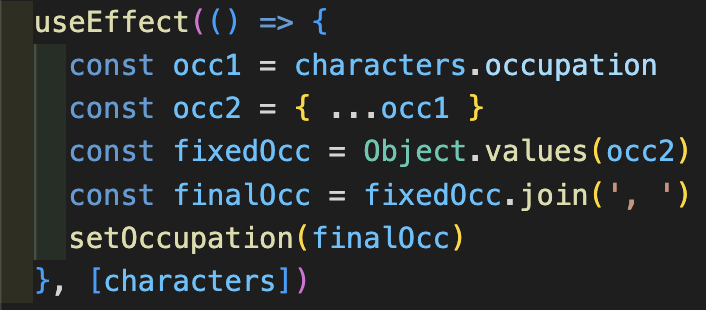 useEffect(() => {
const occ1 = characters.occupation
const occ2 = { ...occ1 }
const fixedOcc = Object.values(occ2)
const finalOcc = fixedOcc.join(', ')
setOccupation(finalOcc)
}, [characters])